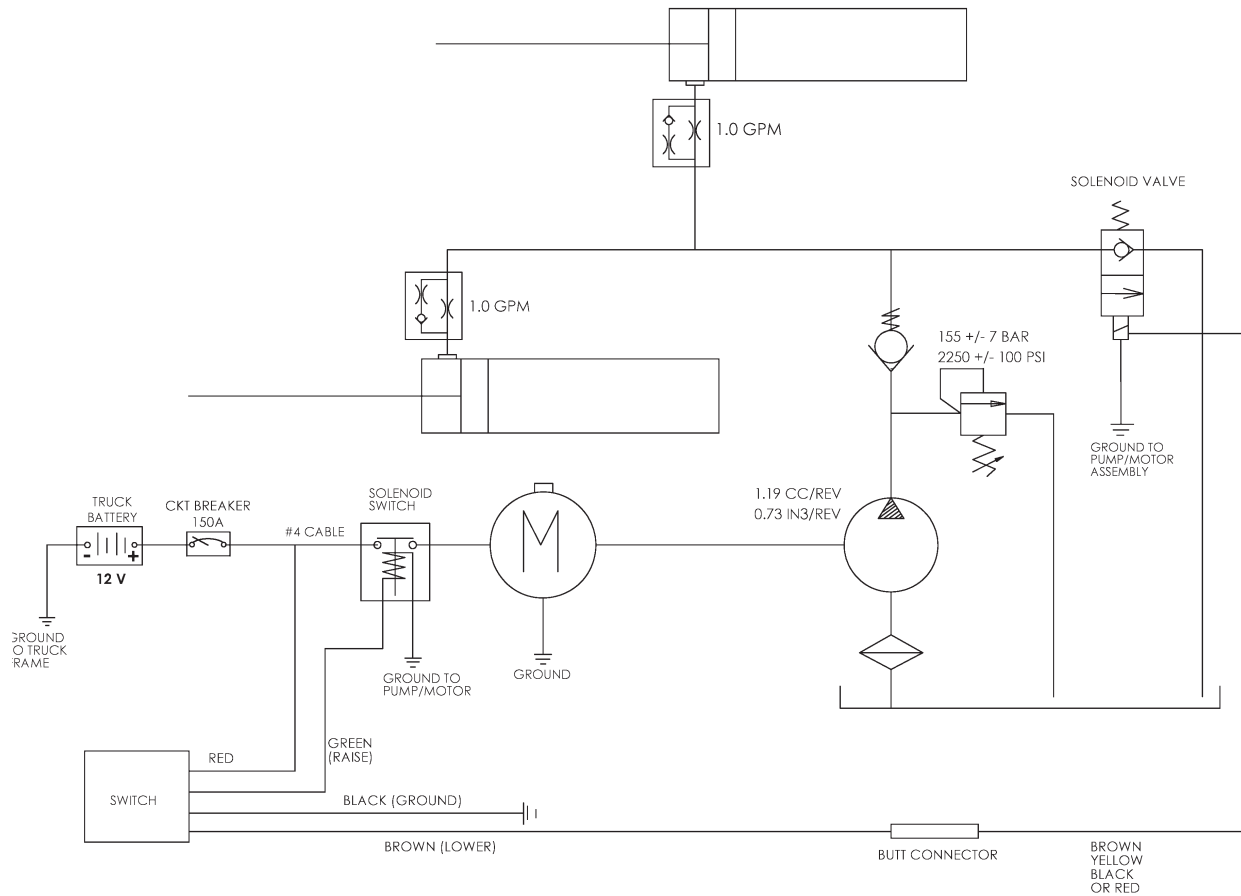 1.0 GPM
SOLENOID VALVE
1.0 GPM
155 +/- 7 BAR
2250 +/- 100 PSI
GROUND TO
PUMP/MOTOR
ASSEMBLY
TRUCK
BATTERY
CKT BREAKER
150A
#4 CABLE
SOLENOID
SWITCH
M
1.19 CC/REV
0.73 IN3/REV
- +
12 V
GROUND
O TRUCK
RAME
GROUND TO
PUMP/MOTOR
GROUND
RED
GREEN
(RAISE)
SWITCH
BLACK (GROUND)
BROWN (LOWER)
BUTT CONNECTOR
BROWN
YELLOW
BLACK
OR RED